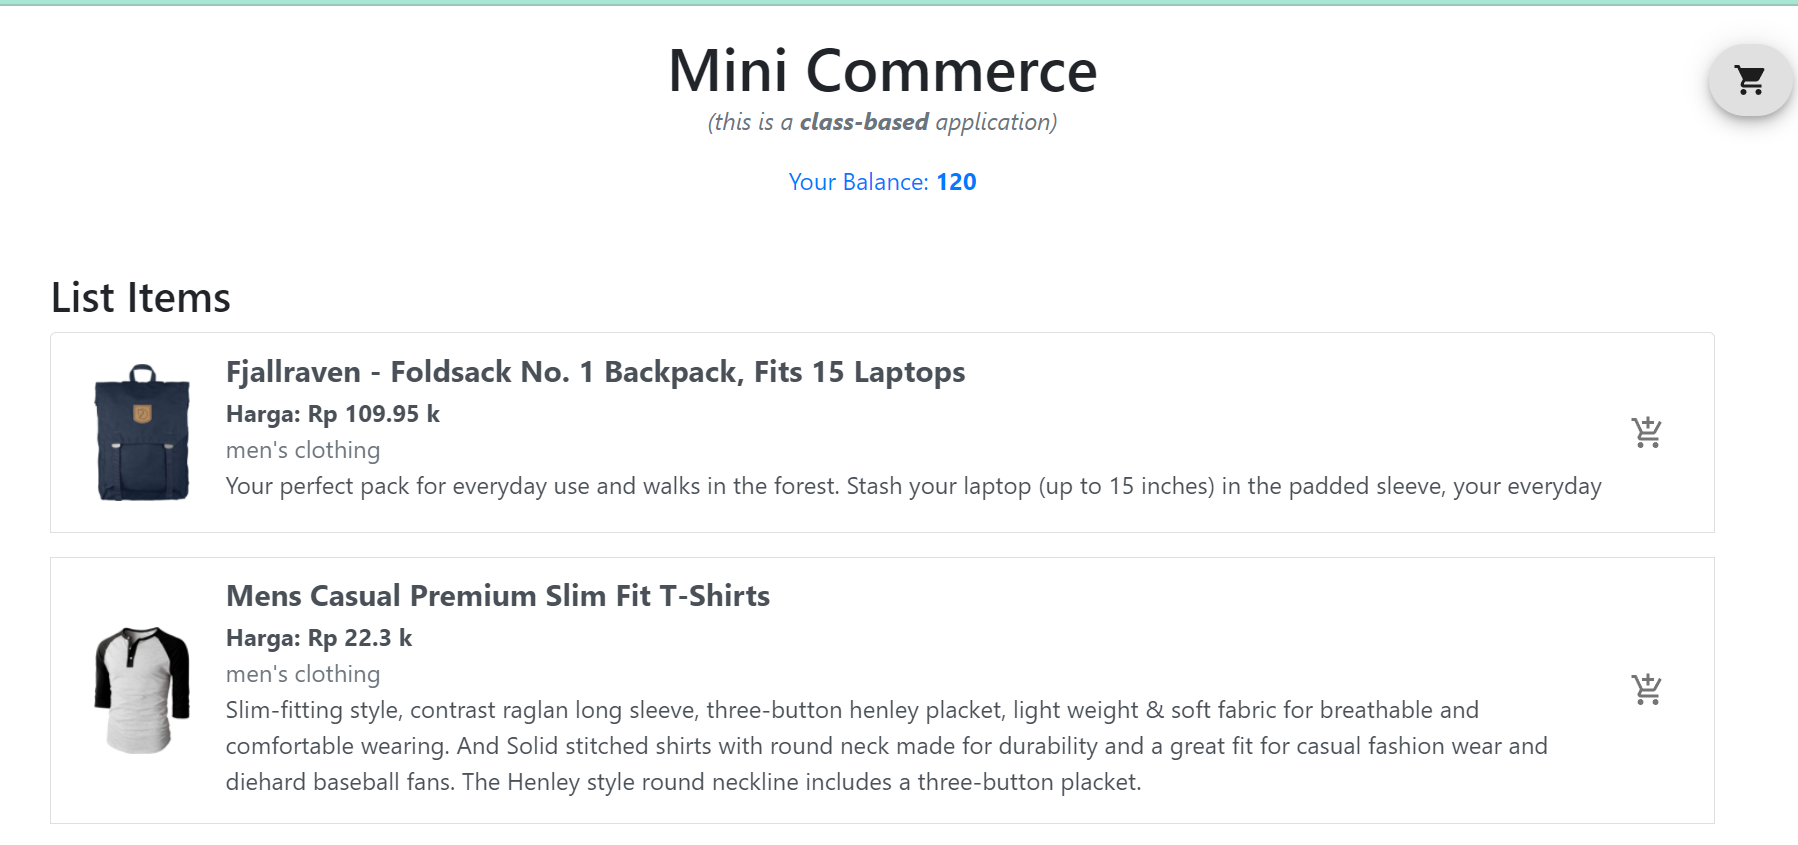 Mini Commerce
(this is a class-based application)
Your Balance: 120
List Items
Fjallraven - Foldsack No. 1 Backpack, Fits 15 Laptops
Harga: Rp 109.95 k
men's clothing
Your perfect pack for everyday use and walks in the forest. Stash your laptop (up to 15 inches) in the padded sleeve, your everyday
Mens Casual Premium Slim Fit T-Shirts
Harga: Rp 22.3 k
men's clothing
Slim-fitting style, contrast raglan long sleeve, three-button henley placket, light weight & soft fabric for breathable and
comfortable wearing. And Solid stitched shirts with round neck made for durability and a great fit for casual fashion wear and
diehard baseball fans. The Henley style round neckline includes a three-button placket.